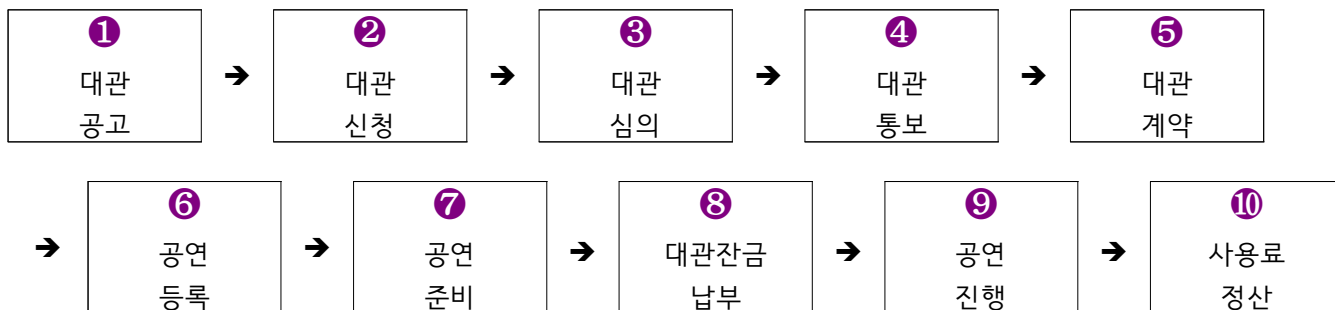 ❶ ❷ ❸ ❹ ❺
대관 ➔ 대관 ➔ 대관 ➔ 대관 ➔ 대관
공고 신청 심의 통보 계약
❻ ❼ ❽ ❾ ❿
➔ 공연 ➔ 공연 ➔ 대관잔금 ➔ 공연 ➔ 사용료
등록 준비 납부 진행 정산